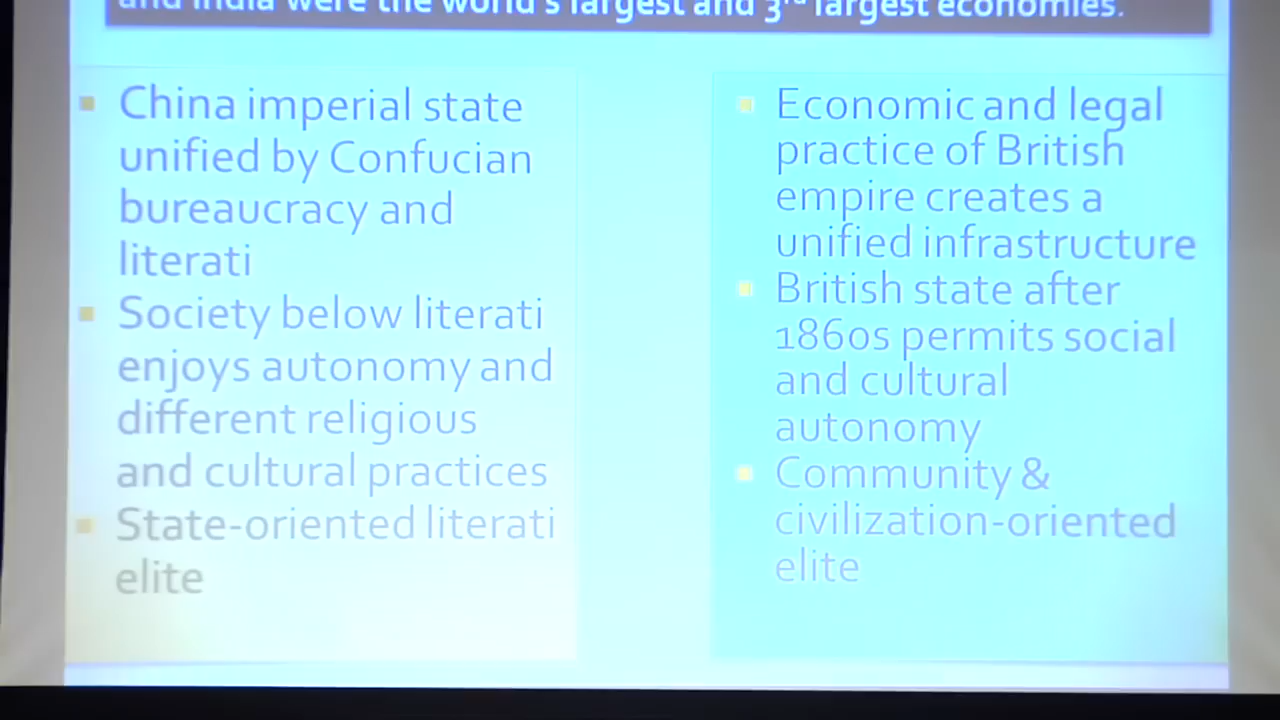 and India were the world's largest and 3rd largest economies.
China imperial state
unified by Confucian
bureaucracy and
literati
Society below literati
enjoys autonomy and
different religious
and cultural practices
State-oriented literati
elite
Economic and legal
practice of British
empire creates a
unified infrastructure
British state after
1860s permits social
and cultural
autonomy
Community &
civilization-oriented
elite